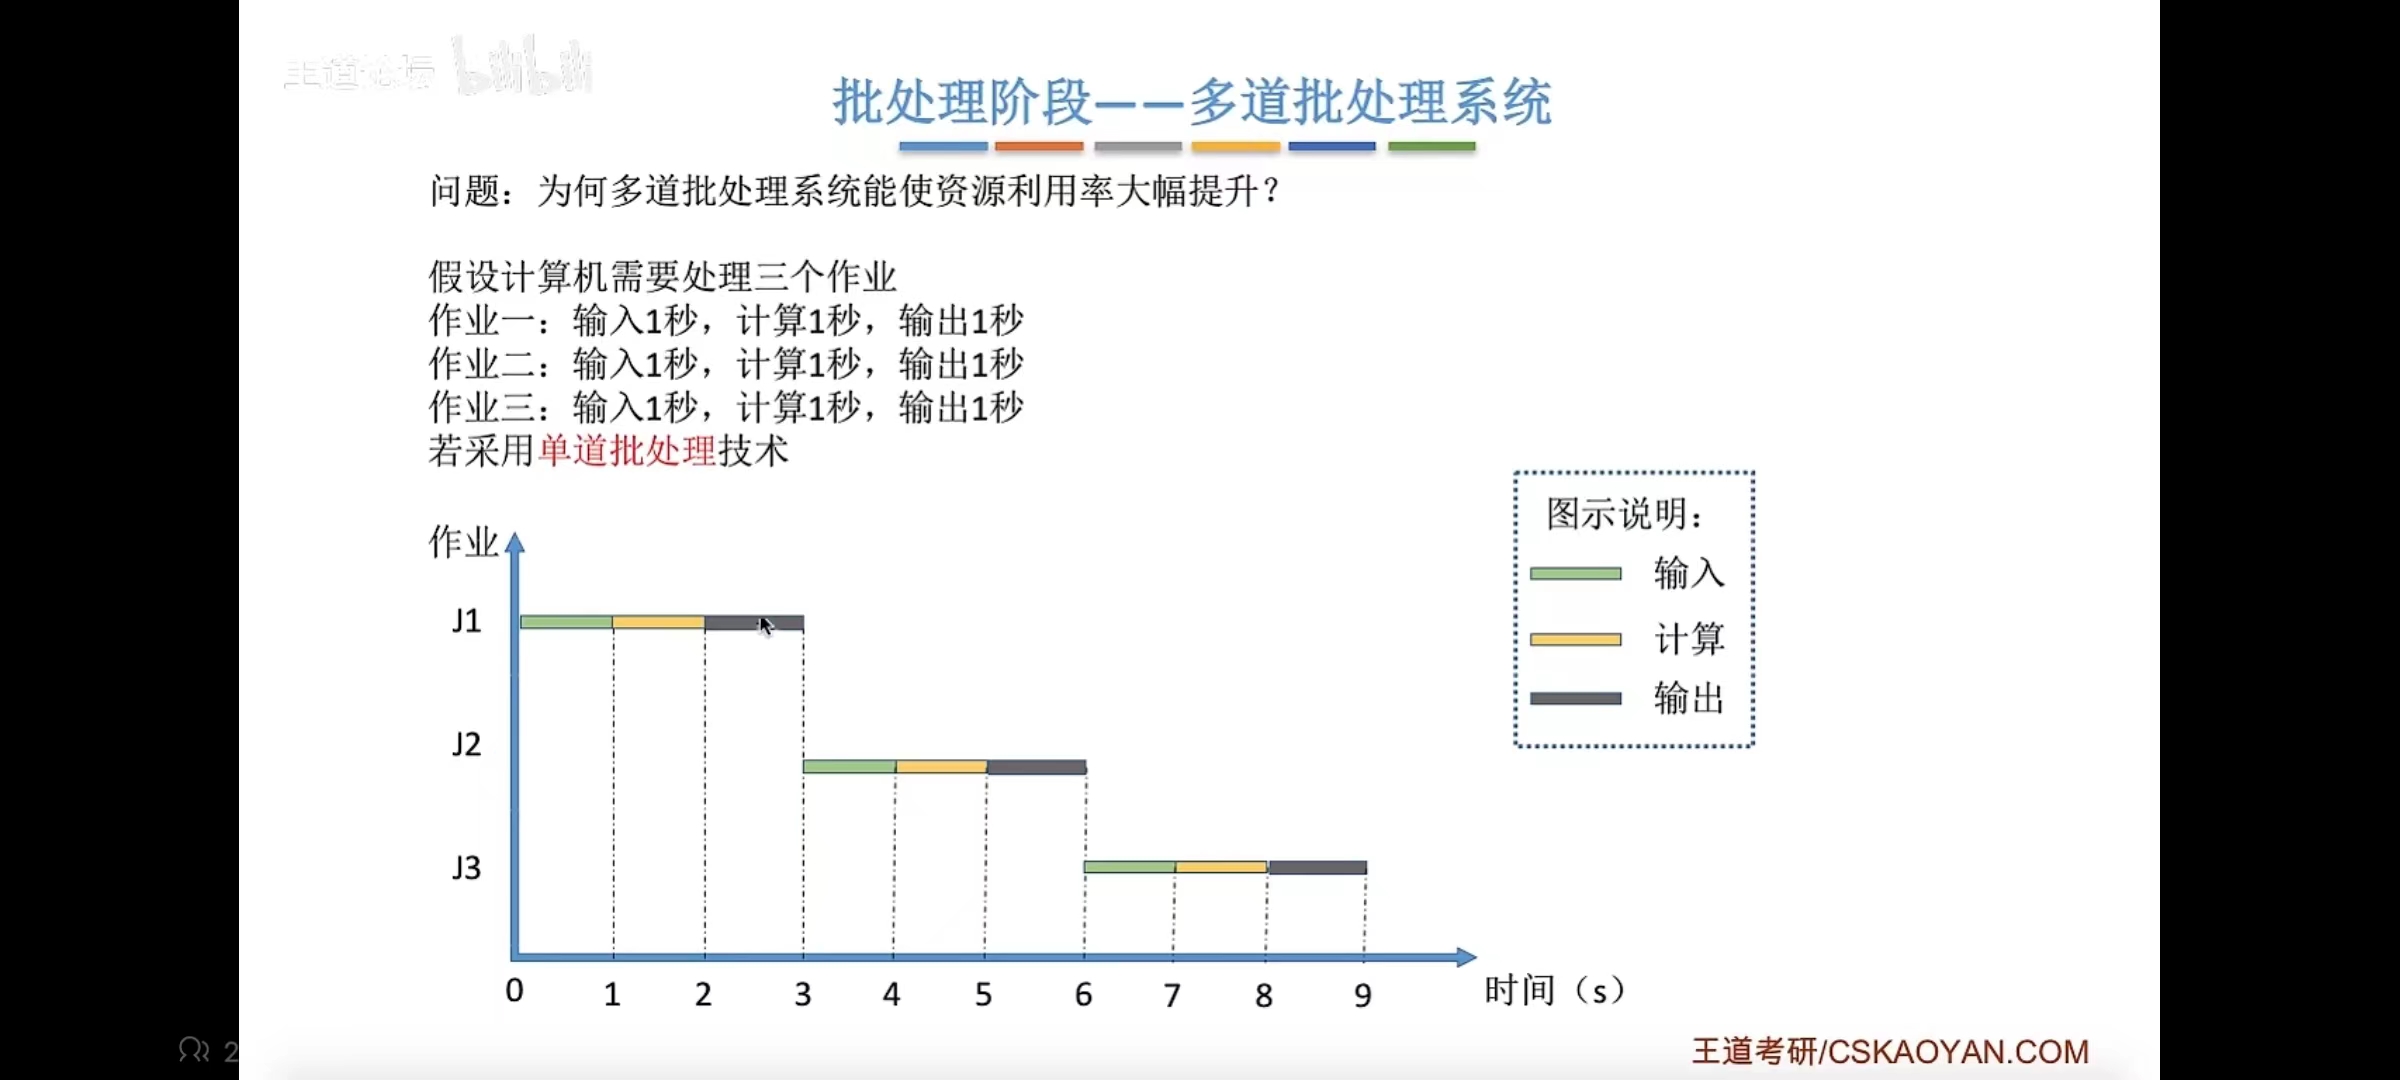 王道论坛 bilibili
批处理阶段——多道批处理系统
问题：为何多道批处理系统能使资源利用率大幅提升？
假设计算机需要处理三个作业
作业一：输入1秒，计算1秒，输出1秒
作业二：输入1秒，计算1秒，输出1秒
作业三：输入1秒，计算1秒，输出1秒
若采用单道批处理技术
图示说明：
输入
计算
输出
作业
J1
J2
J3
0 1 2 3 4 5 6 7 8 9 时间（s）
王道考研/CSKAOYAN.COM
2